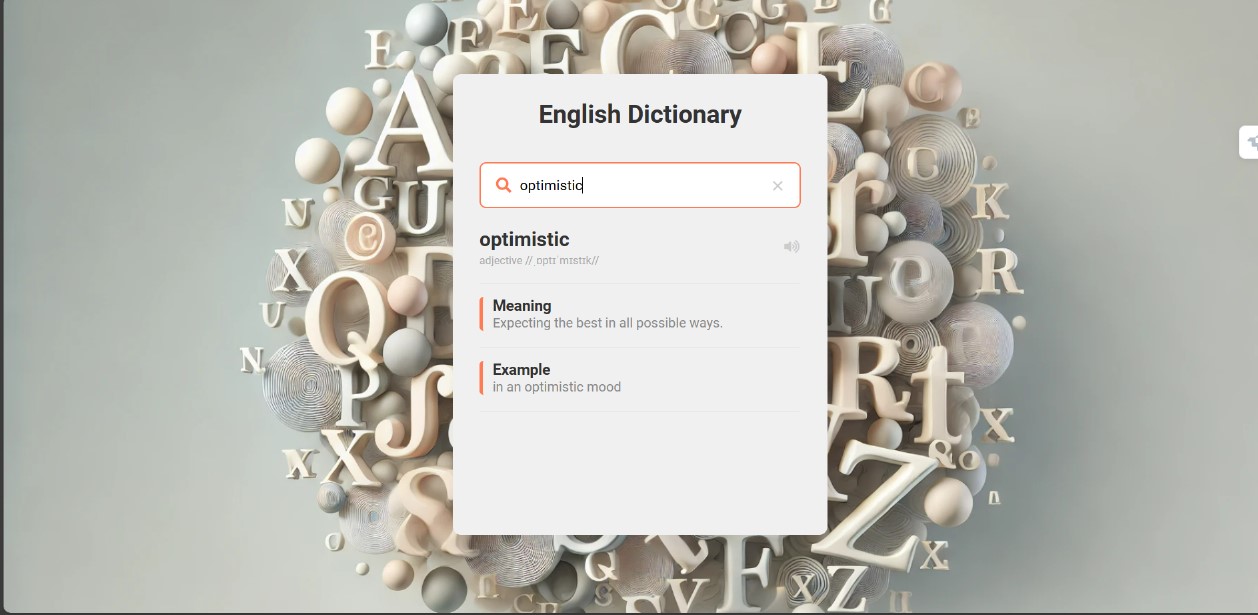 English Dictionary
optimistic
optimistic
adjective //ˌɒptɪˈmɪstɪk//
Meaning
Expecting the best in all possible ways.
Example
in an optimistic mood